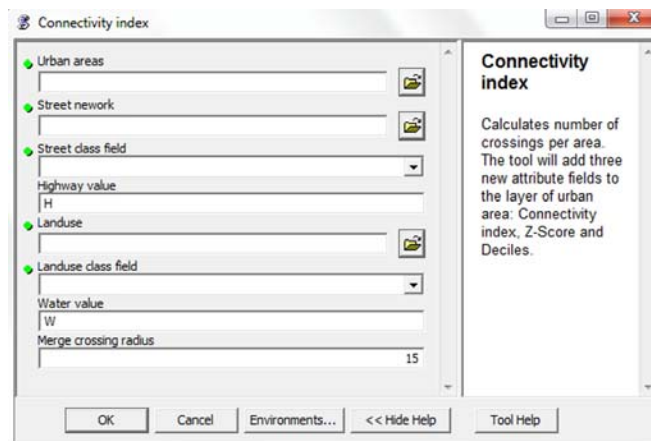 Connectivity index
Urban areas
Street nework
Street class field
Highway value
H
Landuse
Landuse class field
Water value
W
Merge crossing radius
15
Connectivity
index
Calculates number of
crossings per area.
The tool will add three
new attribute fields to
the layer of urban
area: Connectivity
index, Z-Score and
Deciles.
OK
Cancel
Environments...
<< Hide Help
Tool Help